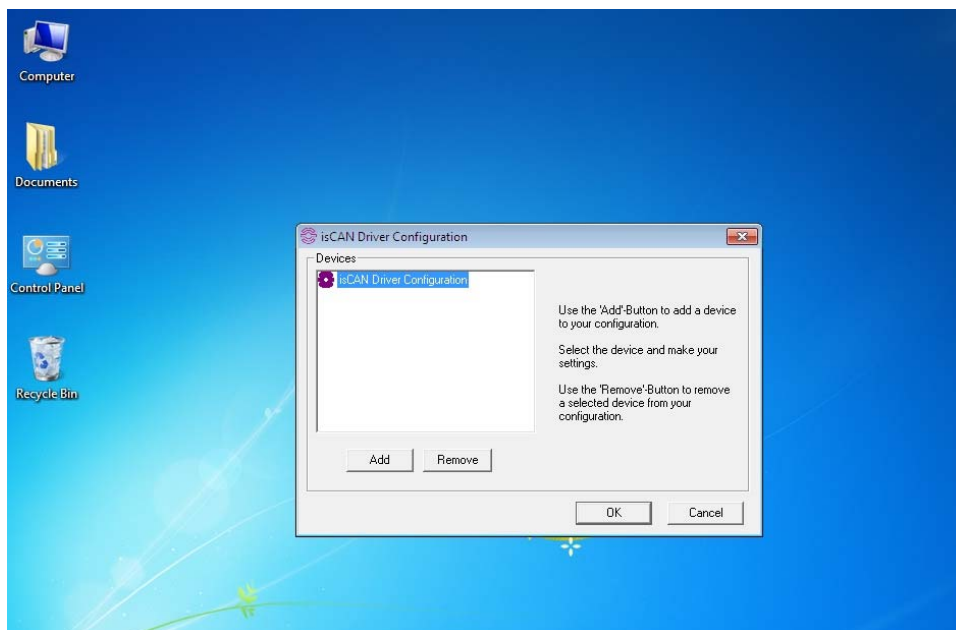 Computer
Documents
Control Panel
Recycle Bin
isCAN Driver Configuration
Devices
isCAN Driver Configuration
Use the 'Add'-Button to add a device
to your configuration.
Select the device and make your
settings.
Use the 'Remove'-Button to remove
a selected device from your
configuration.
Add
Remove
OK
Cancel